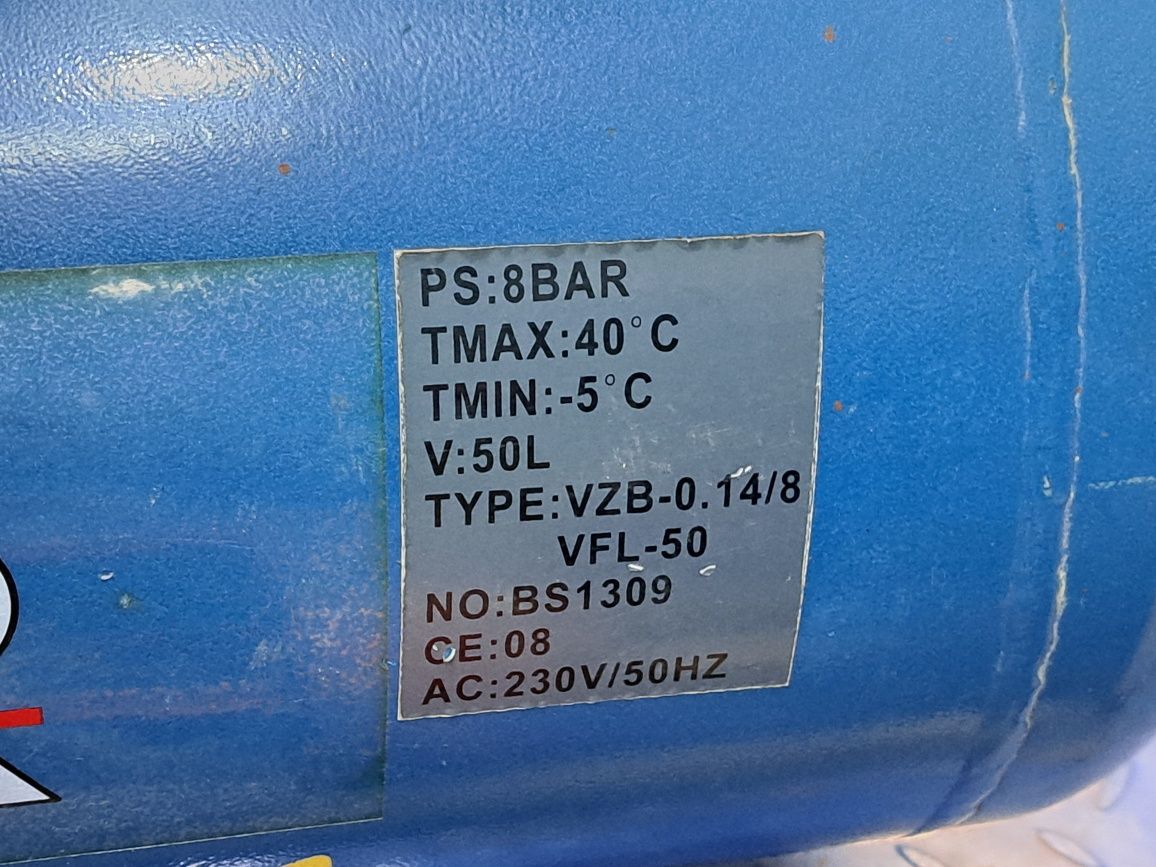 PS:8BAR
TMAX:40°C
TMIN:-5°C
V:50L
TYPE:VZB-0.14/8
VFL-50
NO:BS1309
CE:08
AC:230V/50HZ